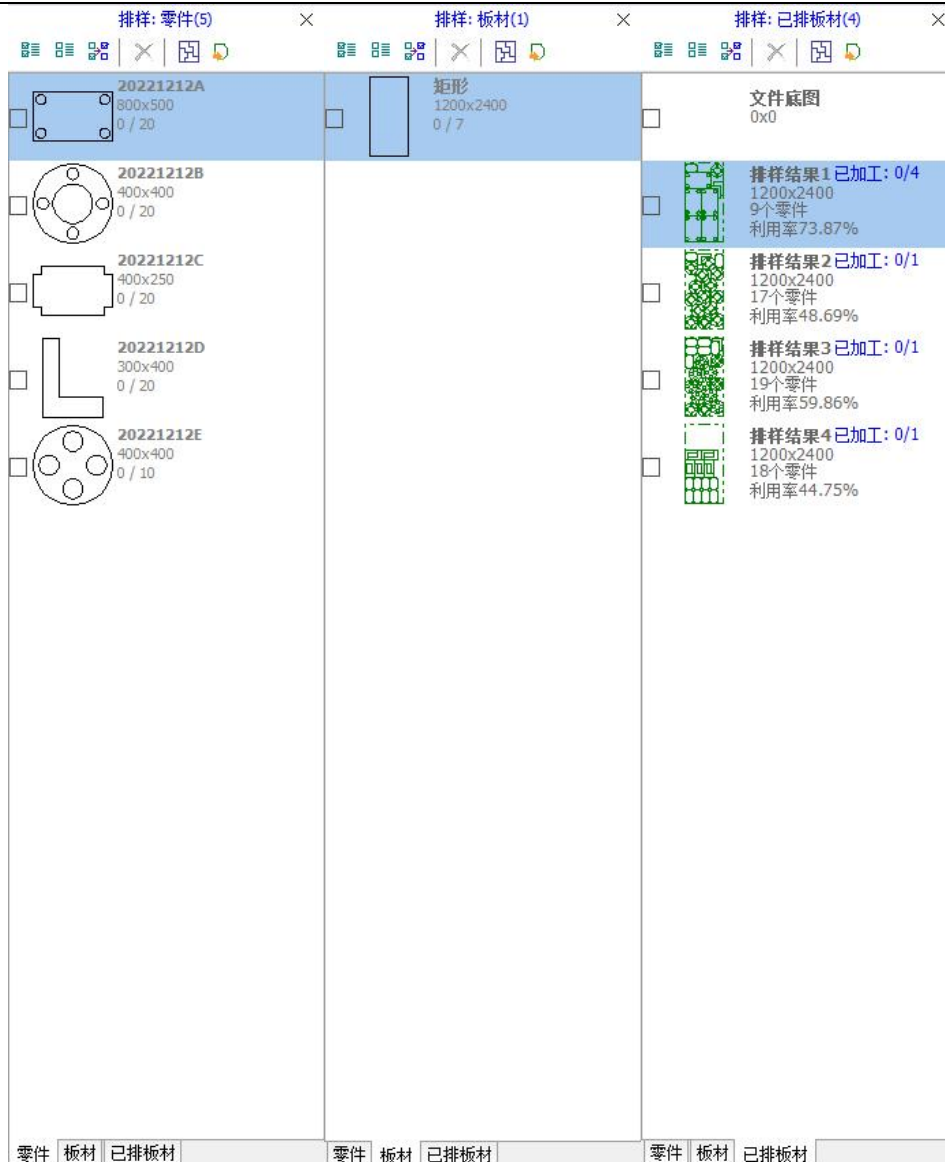 排样: 零件(5)
20221212A
800x500
0 / 20
20221212B
400x400
0 / 20
20221212C
400x250
0 / 20
20221212D
300x400
0 / 20
20221212E
400x400
0 / 10
零件 板材 已排板材
排样: 板材(1)
矩形
1200x2400
0 / 7
零件 板材 已排板材
排样: 已排板材(4)
文件底图
0x0
排样结果1 已加工: 0/4
1200x2400
9个零件
利用率73.87%
排样结果2 已加工: 0/1
1200x2400
17个零件
利用率48.69%
排样结果3 已加工: 0/1
1200x2400
19个零件
利用率59.86%
排样结果4 已加工: 0/1
1200x2400
18个零件
利用率44.75%
零件 板材 已排板材